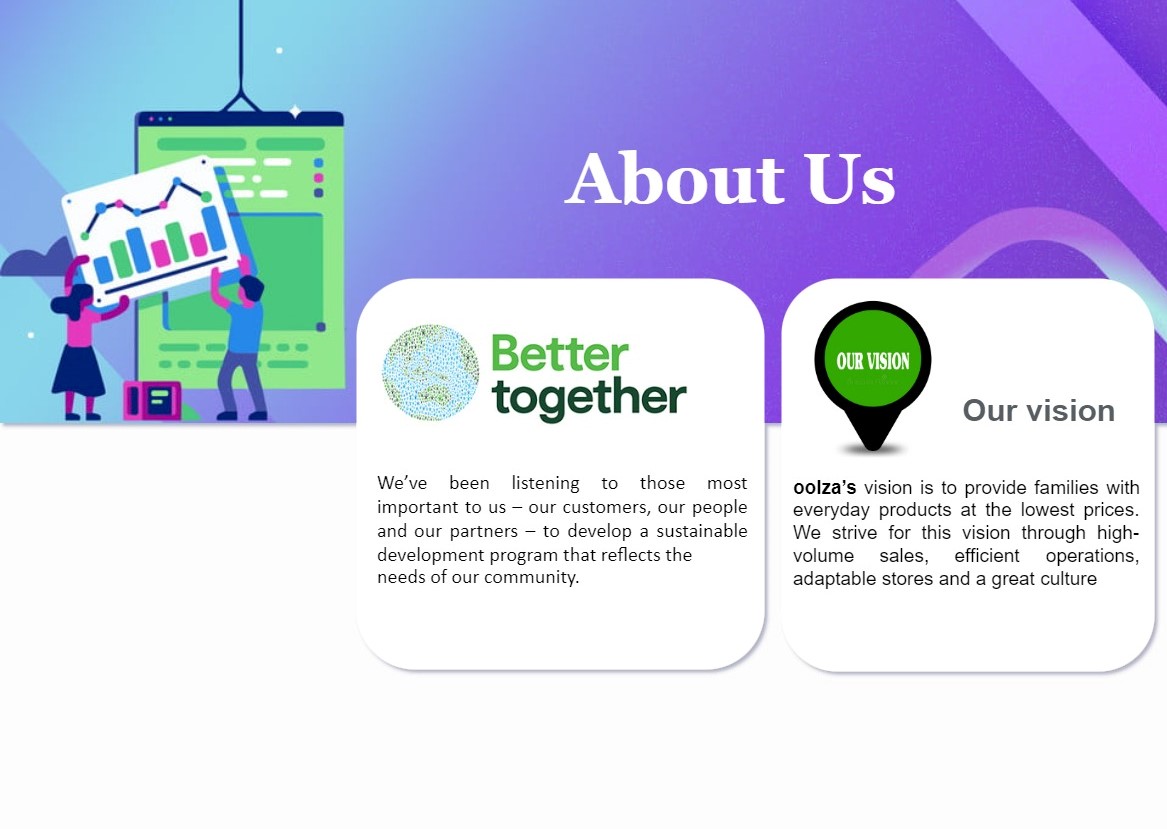 About Us
Better
together
We’ve been listening to those most
important to us – our customers, our people
and our partners – to develop a sustainable
development program that reflects the
needs of our community.
OUR VISION
Our vision
oolza’s vision is to provide families with
everyday products at the lowest prices.
We strive for this vision through high-
volume sales, efficient operations,
adaptable stores and a great culture